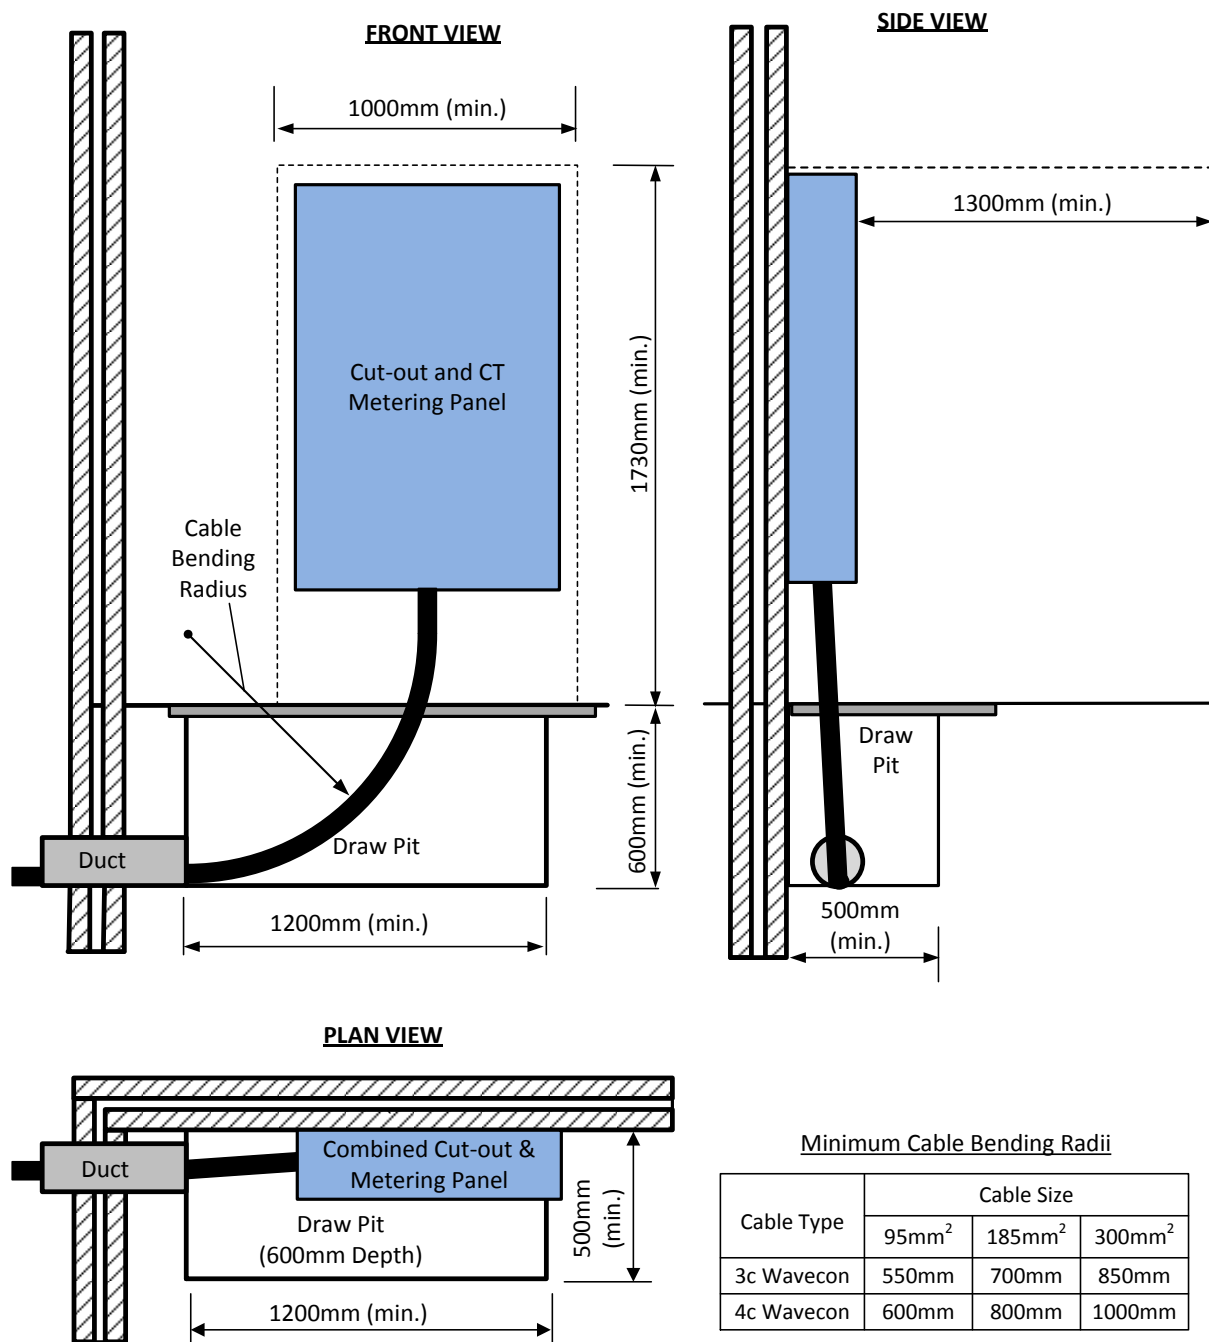 FRONT VIEW
SIDE VIEW
1000mm (min.)
1300mm (min.)
Cut-out and CT
Metering Panel
1730mm (min.)
Cable
Bending
Radius
Draw
Pit
600mm (min.)
Duct
Draw Pit
1200mm (min.)
500mm
(min.)
PLAN VIEW
Duct
Combined Cut-out &
Metering Panel
Draw Pit
(600mm Depth)
500mm
(min.)
1200mm (min.)
Minimum Cable Bending Radii
Cable Type
Cable Size
95mm² 185mm² 300mm²
3c Wavecon 550mm 700mm 850mm
4c Wavecon 600mm 800mm 1000mm